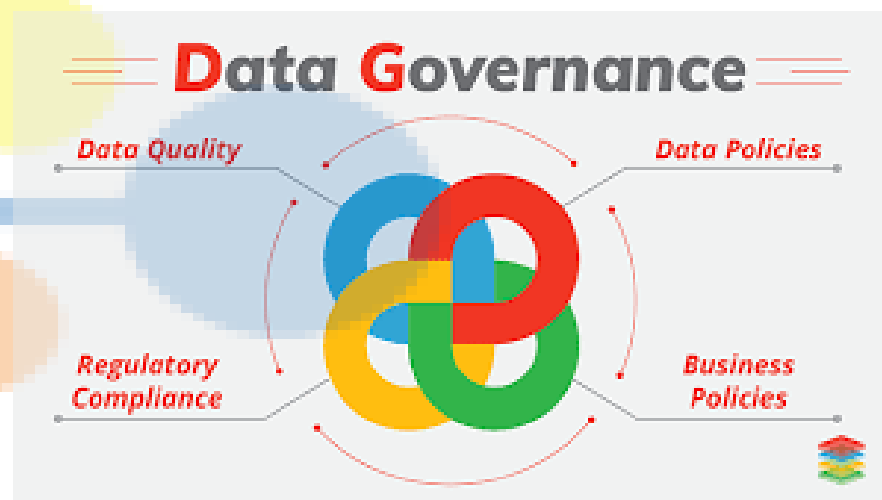 Data Governance
Data Quality
Data Policies
Regulatory
Compliance
Business
Policies